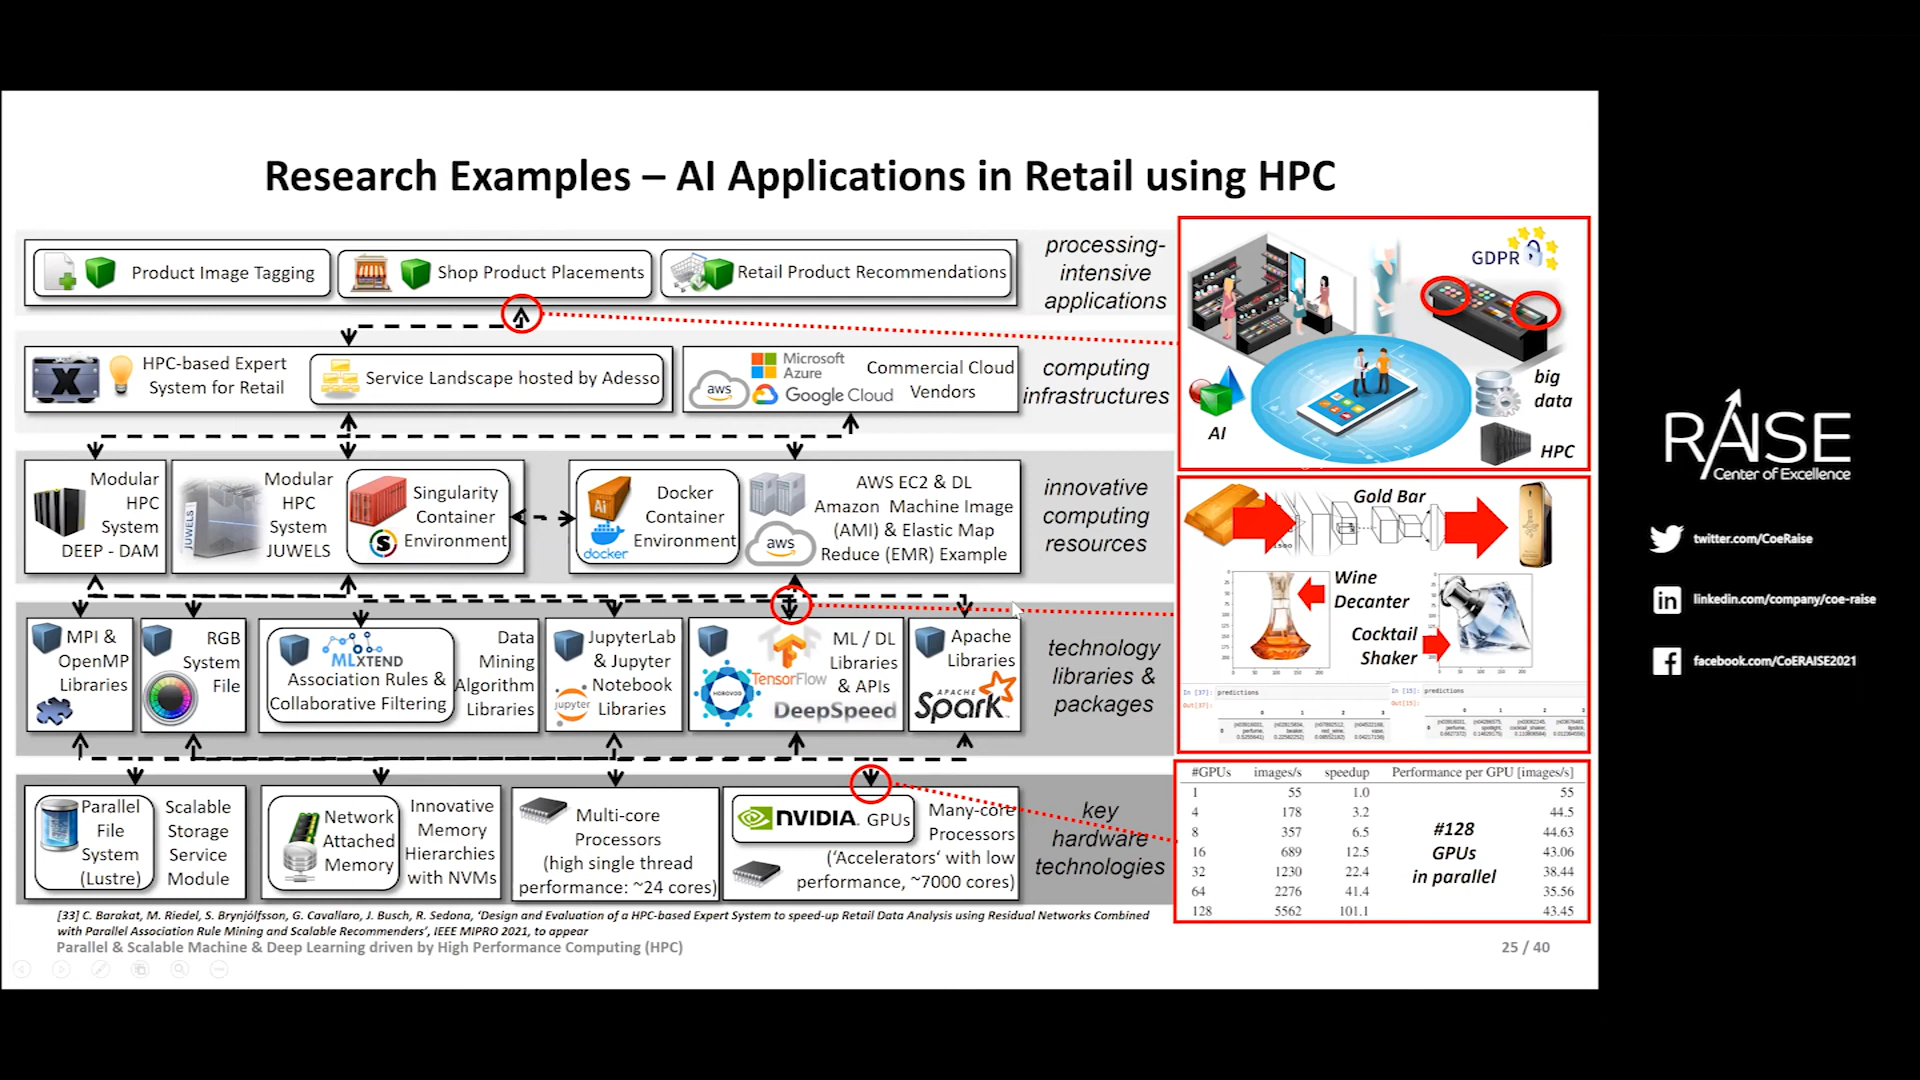 Research Examples – AI Applications in Retail using HPC
Product Image Tagging
Shop Product Placements
Retail Product Recommendations
processing-
intensive
applications
HPC-based Expert
System for Retail
Service Landscape hosted by Adesso
aws
Microsoft
Azure
Google Cloud
Commercial Cloud
Vendors
computing
infrastructures
Modular
HPC
System
DEEP - DAM
JUWELS
Modular
HPC
System
JUWELS
Singularity
Container
Environment
Ai
docker
Docker
Container
Environment
aws
AWS EC2 & DL
Amazon Machine Image
(AMI) & Elastic Map
Reduce (EMR) Example
innovative
computing
resources
MPI &
OpenMP
Libraries
RGB
System
File
MLXTEND
Association Rules &
Collaborative Filtering
Data
Mining
Algorithm
Libraries
JupyterLab
& Jupyter
Notebook
Libraries
jupyter
HOROVOD
TensorFlow
DeepSpeed
ML / DL
Libraries
& APIs
Apache
Libraries
APACHE
Spark
technology
libraries &
packages
Parallel
File
System
(Lustre)
Scalable
Storage
Service
Module
Network
Attached
Memory
Innovative
Memory
Hierarchies
with NVMs
Multi-core
Processors
(high single thread
performance: ~24 cores)
NVIDIA. GPUs
Many-core
Processors
('Accelerators' with low
performance, ~7000 cores)
key
hardware
technologies
GDPR
AI
big
data
HPC
Gold Bar
Wine
Decanter
Cocktail
Shaker
In [37]: predictions
Out[37]:
In [15]: predictions
Out[15]:
#GPUs images/s speedup Performance per GPU [images/s]
1 55 1.0 55
4 178 3.2 44.5
8 357 6.5 44.63
16 689 12.5 43.06
32 1230 22.4 38.44
64 2276 41.4 35.56
128 5562 101.1 43.45
#128
GPUs
in parallel
[33] C. Barakat, M. Riedel, S. Brynjólfsson, G. Cavallaro, J. Busch, R. Sedona, 'Design and Evaluation of a HPC-based Expert System to speed-up Retail Data Analysis using Residual Networks Combined
with Parallel Association Rule Mining and Scalable Recommenders', IEEE MIPRO 2021, to appear
Parallel & Scalable Machine & Deep Learning driven by High Performance Computing (HPC)
25 / 40
RAISE
Center of Excellence
twitter.com/CoeRaise
linkedin.com/company/coe-raise
facebook.com/CoERAISE2021